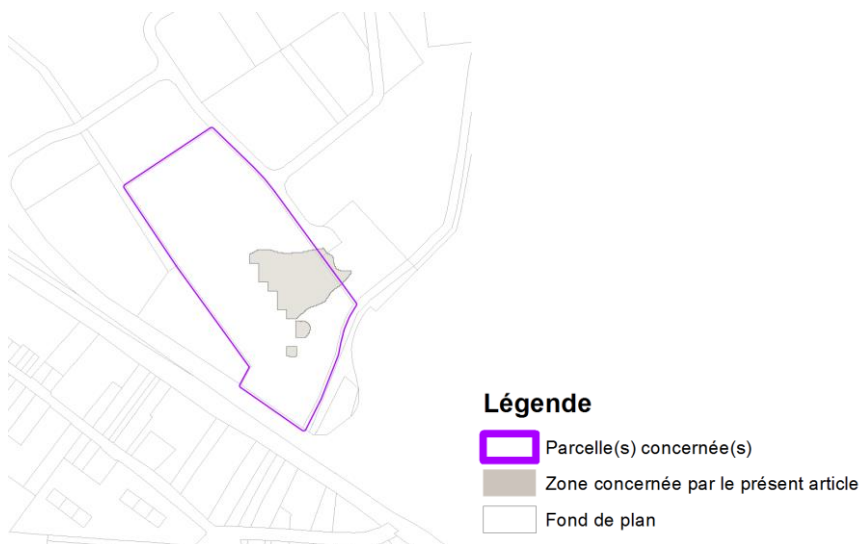 Légende
Parcelle(s) concernée(s)
Zone concernée par le présent article
Fond de plan